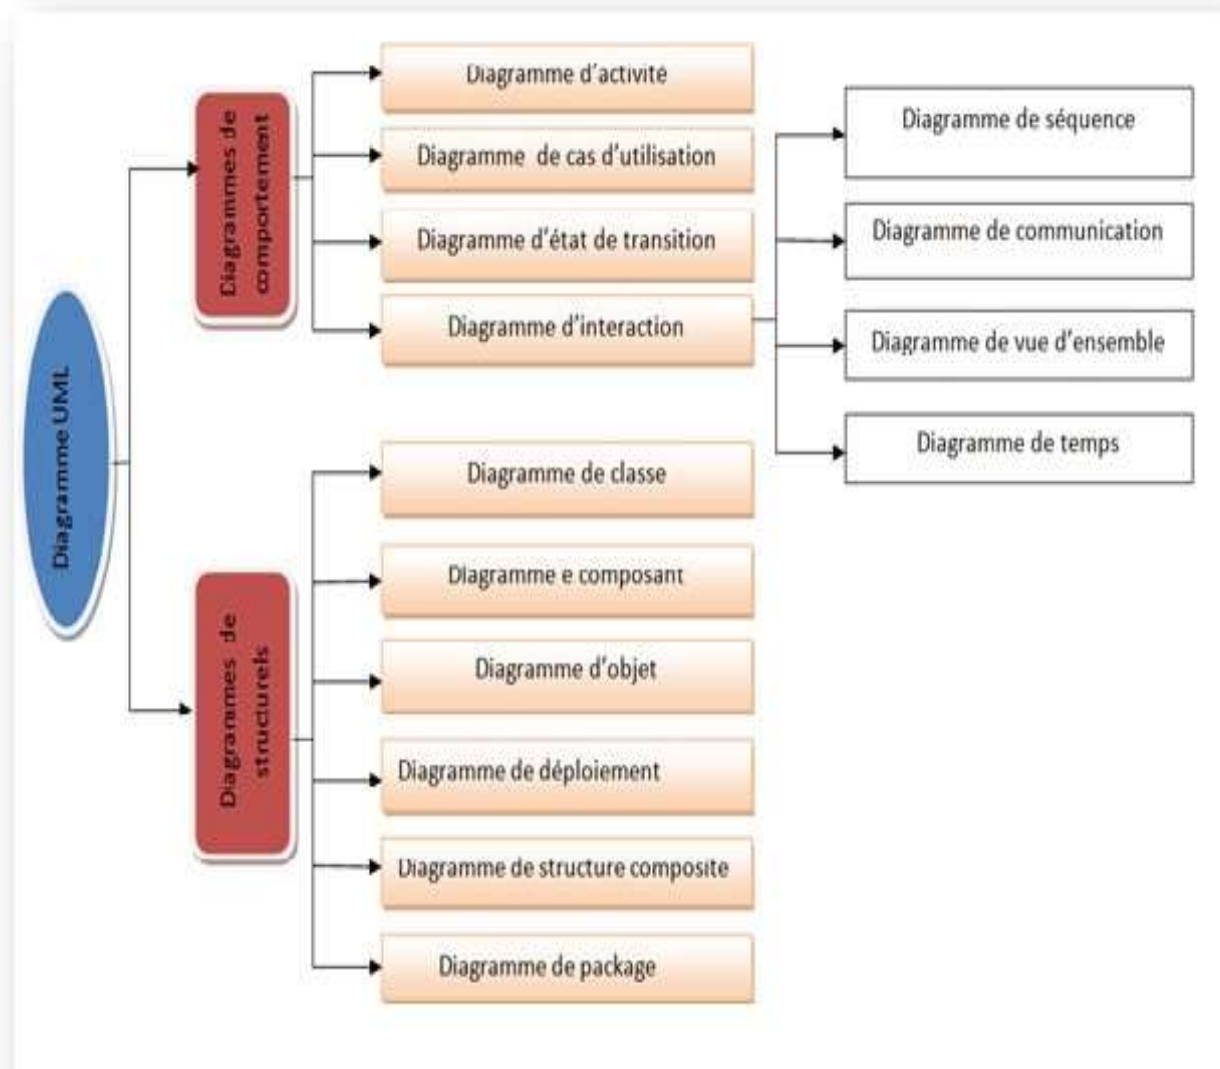 Diagramme UML
Diagrammes de
comportement
Diagramme d'activité
Diagramme de cas d'utilisation
Diagramme d'état de transition
Diagramme d'interaction
Diagramme de séquence
Diagramme de communication
Diagramme de vue d'ensemble
Diagramme de temps
Diagrammes de
structurels
Diagramme de classe
Diagramme e composant
Diagramme d'objet
Diagramme de déploiement
Diagramme de structure composite
Diagramme de package